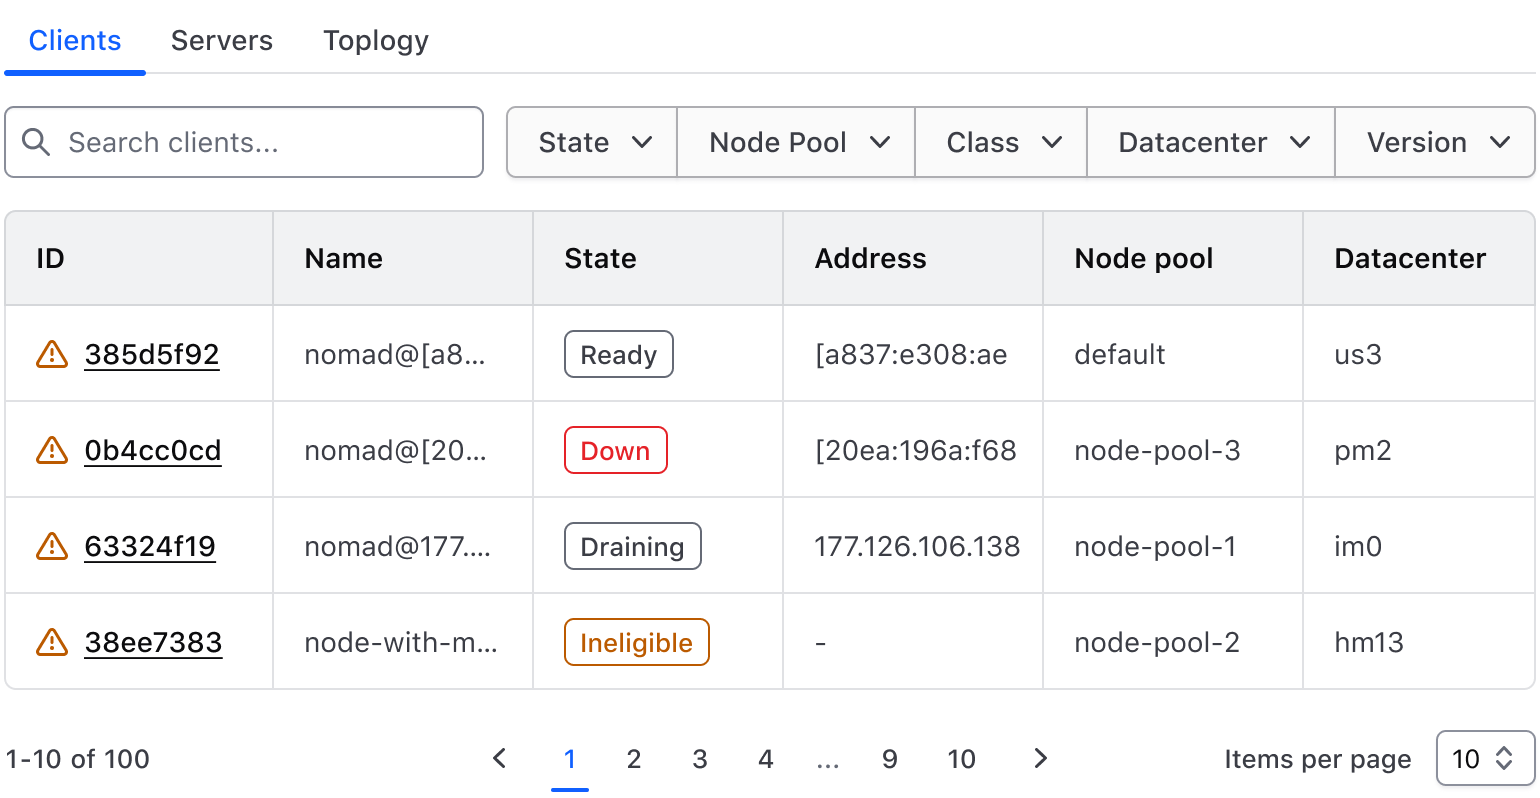 Clients Servers Toplogy
Search clients... State Node Pool Class Datacenter Version
ID Name State Address Node pool Datacenter
385d5f92 nomad@[a8... Ready [a837:e308:ae default us3
0b4cc0cd nomad@[20... Down [20ea:196a:f68 node-pool-3 pm2
63324f19 nomad@177.... Draining 177.126.106.138 node-pool-1 im0
38ee7383 node-with-m... Ineligible - node-pool-2 hm13
1-10 of 100 1 2 3 4 ... 9 10 Items per page 10